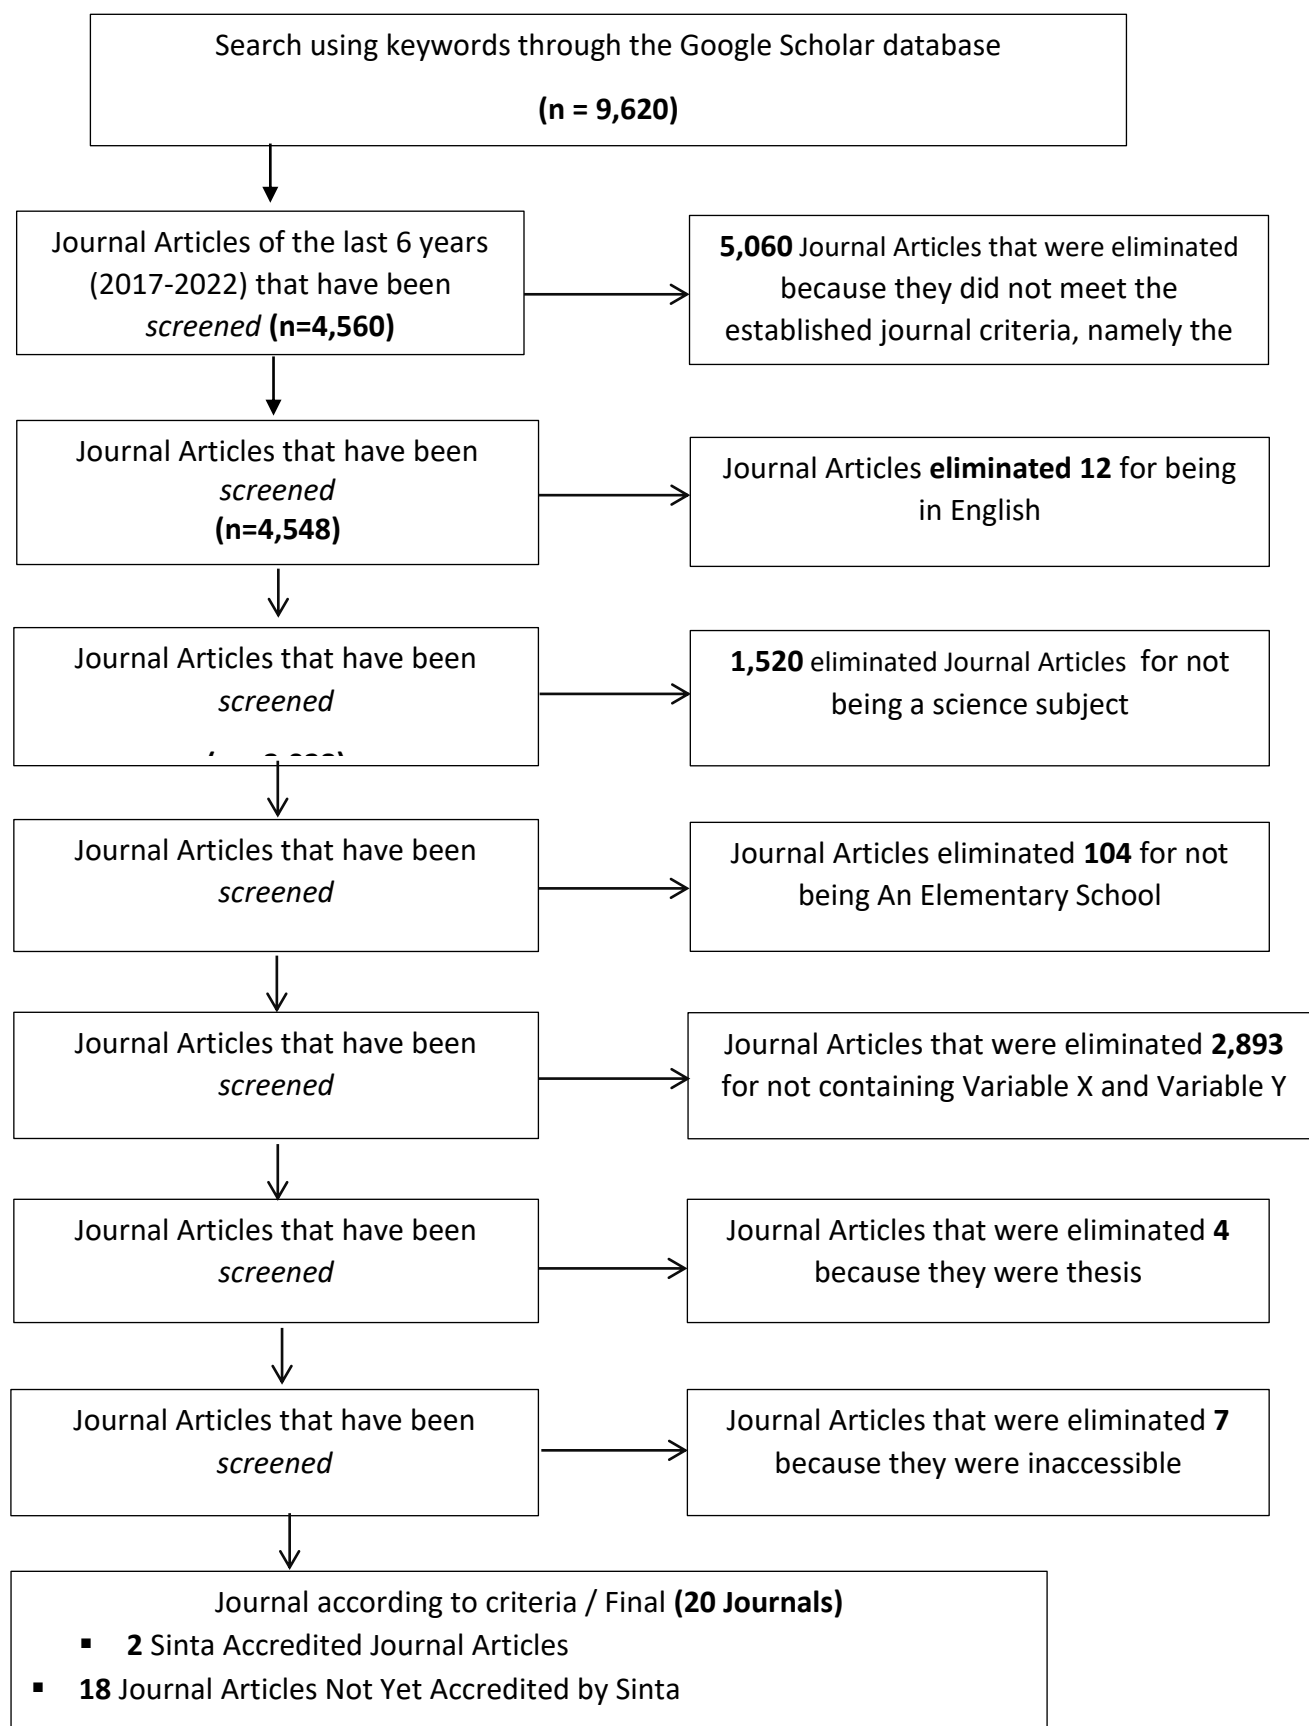 Search using keywords through the Google Scholar database
(n = 9,620)
Journal Articles of the last 6 years
(2017-2022) that have been
screened (n=4,560)
5,060 Journal Articles that were eliminated
because they did not meet the
established journal criteria, namely the
Journal Articles that have been
screened
(n=4,548)
Journal Articles eliminated 12 for being
in English
Journal Articles that have been
screened
1,520 eliminated Journal Articles for not
being a science subject
Journal Articles that have been
screened
Journal Articles eliminated 104 for not
being An Elementary School
Journal Articles that have been
screened
Journal Articles that were eliminated 2,893
for not containing Variable X and Variable Y
Journal Articles that have been
screened
Journal Articles that were eliminated 4
because they were thesis
Journal Articles that have been
screened
Journal Articles that were eliminated 7
because they were inaccessible
Journal according to criteria / Final (20 Journals)
▪ 2 Sinta Accredited Journal Articles
▪ 18 Journal Articles Not Yet Accredited by Sinta